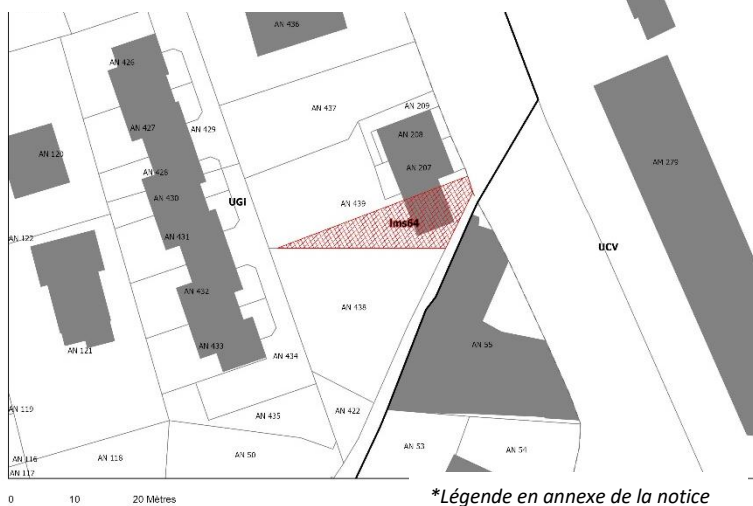 AN 436
AN 426
AN 437
AN 209
AN 427
AN 429
AN 208
AM 279
AN 120
AN 207
AN 426
AN 430
UGI
AN 439
Ims64
AN 122
AN 431
UCV
AN 432
AN 438
AN 121
AN 433
AN 434
AN 55
AN 119
AN 435
AN 422
AN 116
AN 118
AN 50
AN 53
AN 54
AN 117
0 10 20 Mètres
*Légende en annexe de la notice